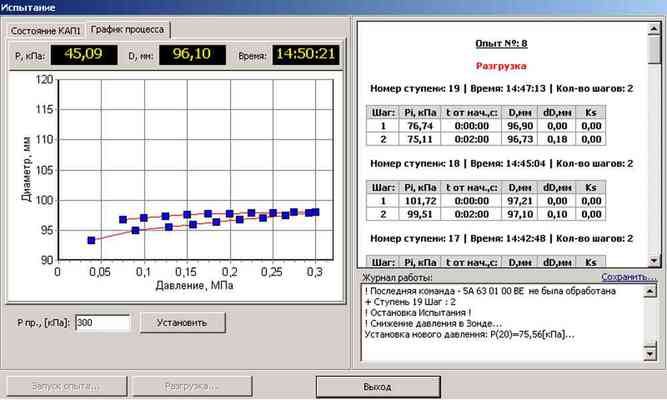 Испытание
Состояние КАП1 График процесса
P, кПа: 45,09 D, мм: 96,10 Время: 14:50:21
120
115
110
105
100
95
90
Диаметр, мм
0 0,05 0,1 0,15 0,2 0,25 0,3
Давление, МПа
P пр., [кПа]: 300 Установить
Запуск опыта... Разгрузка... Выход
Опыт №: 8
Разгрузка
Номер ступени: 19 | Время: 14:47:13 | Кол-во шагов: 2
Шаг: Pi, кПа t от нач.,с: D,мм dD,мм Ks
1 76,74 0:00:00 96,90 0,00 0,00
2 75,11 0:02:00 96,73 0,18 0,00
Номер ступени: 18 | Время: 14:45:04 | Кол-во шагов: 2
Шаг: Pi, кПа t от нач.,с: D,мм dD,мм Ks
1 101,72 0:00:00 97,21 0,00 0,00
2 99,51 0:02:00 97,10 0,10 0,00
Номер ступени: 17 | Время: 14:42:48 | Кол-во шагов: 2
Шаг: Pi, кПа t от нач.,с: D,мм dD,мм Ks
Журнал работы: Сохранить...
! Последняя команда - 5A 63 01 00 BE не была обработана
+ Ступень 19 Шаг : 2
! Остановка Испытания !
! Снижение давления в Зонде...
Установка нового давления: P(20)=75,56[кПа]...